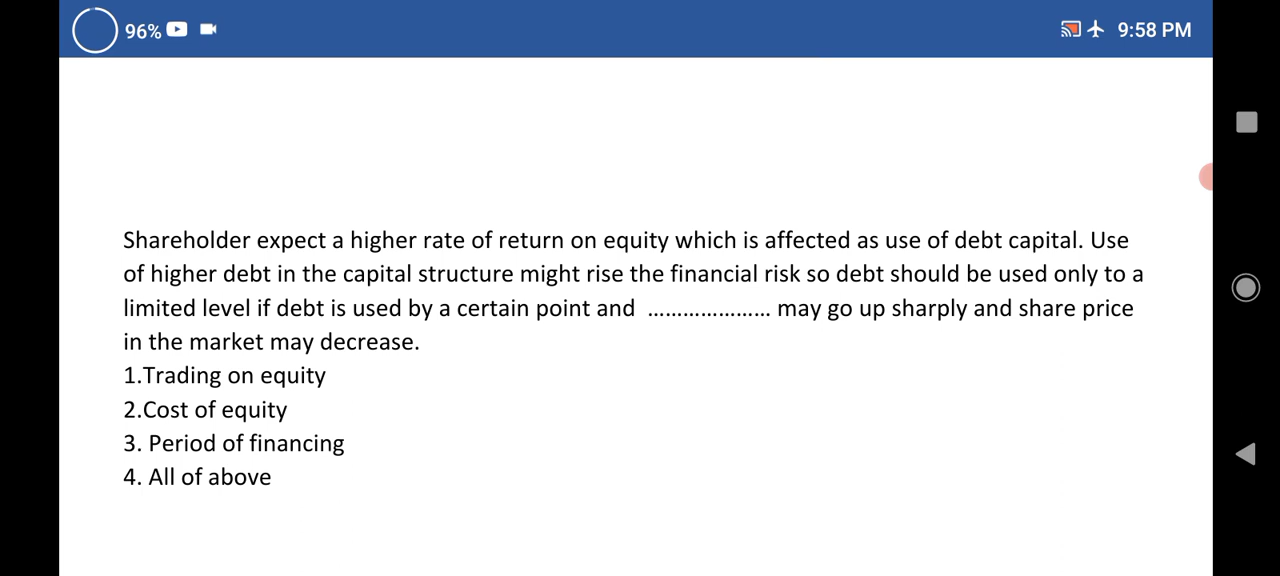 96%
9:58 PM
Shareholder expect a higher rate of return on equity which is affected as use of debt capital. Use
of higher debt in the capital structure might rise the financial risk so debt should be used only to a
limited level if debt is used by a certain point and ..................... may go up sharply and share price
in the market may decrease.
1.Trading on equity
2.Cost of equity
3. Period of financing
4. All of above